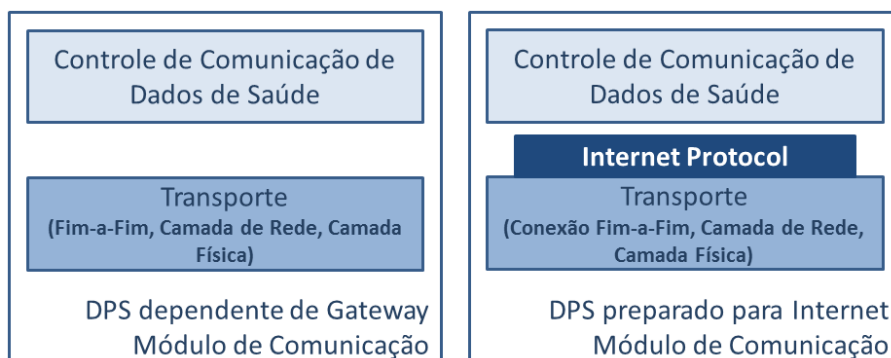 Controle de Comunicação de
Dados de Saúde
Transporte
(Fim-a-Fim, Camada de Rede, Camada
Física)
DPS dependente de Gateway
Módulo de Comunicação
Controle de Comunicação de
Dados de Saúde
Internet Protocol
Transporte
(Conexão Fim-a-Fim, Camada de Rede,
Camada Física)
DPS preparado para Internet
Módulo de Comunicação